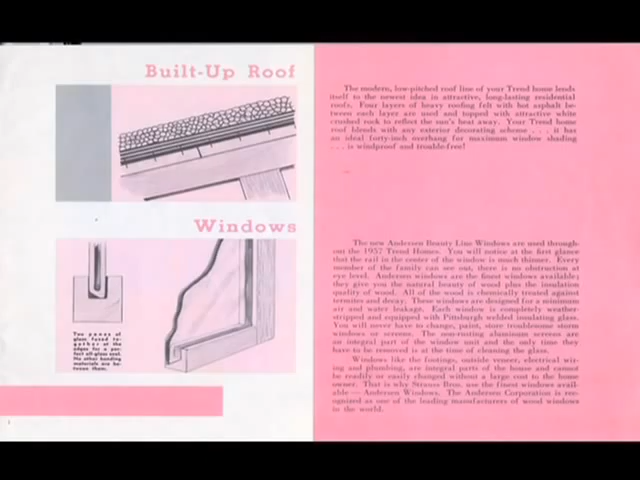 Built-Up Roof
The modern, low-pitched roof line of your Trend home lends
itself to the newest idea in attractive, long-lasting residential
roofs. Four layers of heavy roofing felt with hot asphalt be-
tween each layer are used and topped with attractive white
crushed rock to reflect the sun's heat away. Your Trend home
roof blends with any exterior decorating scheme . . . it has
an ideal forty-inch overhang for maximum window shading
. . . is windproof and trouble-free!
Windows
Two panes of
glass fused to-
gether at the
edges for a per-
fect all-glass seal.
No other bonding
materials are be-
tween them.
The new Andersen Beauty Line Windows are used through-
out the 1957 Trend Homes. You will notice at the first glance
that the rail in the center of the window is much thinner. Every
member of the family can see out, there is no obstruction at
eye level. Andersen windows are the finest windows available;
they give you the natural beauty of wood plus the insulation
quality of wood. All of the wood is chemically treated against
termites and decay. These windows are designed for a minimum
air and water leakage. Each window is completely weather-
stripped and equipped with Pittsburgh welded insulating glass.
You will never have to change, paint, store troublesome storm
windows or screens. The non-rusting aluminum screens are
an integral part of the window unit and the only time they
have to be removed is at the time of cleaning the glass.
Windows like the footings, outside veneer, electrical wir-
ing and plumbing, are integral parts of the house and cannot
be readily or easily changed without a large cost to the home
owner. That is why Strauss Bros. use the finest windows avail-
able — Andersen Windows. The Andersen Corporation is rec-
ognized as one of the leading manufacturers of wood windows
in the world.